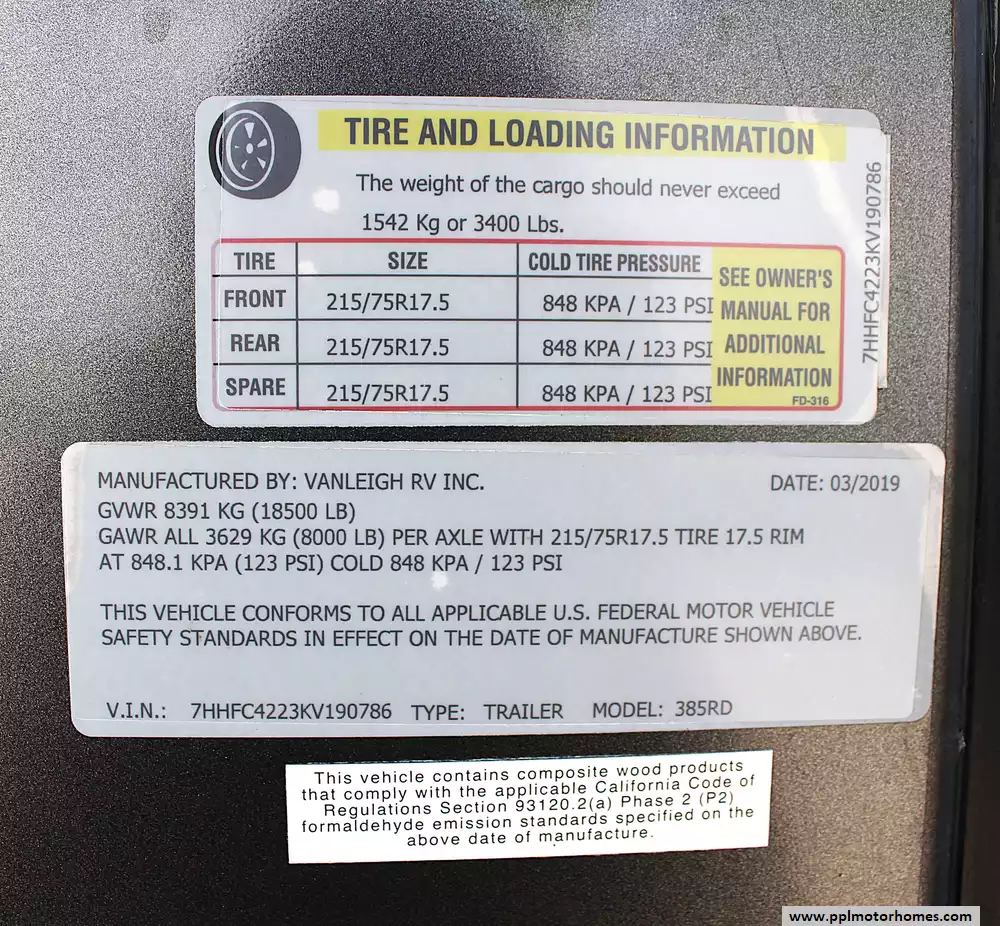 TIRE AND LOADING INFORMATION
The weight of the cargo should never exceed
1542 Kg or 3400 Lbs.
TIRE SIZE COLD TIRE PRESSURE
FRONT 215/75R17.5 848 KPA / 123 PSI
REAR 215/75R17.5 848 KPA / 123 PSI
SPARE 215/75R17.5 848 KPA / 123 PSI
SEE OWNER'S
MANUAL FOR
ADDITIONAL
INFORMATION
FD-316
7HHFC4223KV190786
MANUFACTURED BY: VANLEIGH RV INC. DATE: 03/2019
GVWR 8391 KG (18500 LB)
GAWR ALL 3629 KG (8000 LB) PER AXLE WITH 215/75R17.5 TIRE 17.5 RIM
AT 848.1 KPA (123 PSI) COLD 848 KPA / 123 PSI
THIS VEHICLE CONFORMS TO ALL APPLICABLE U.S. FEDERAL MOTOR VEHICLE
SAFETY STANDARDS IN EFFECT ON THE DATE OF MANUFACTURE SHOWN ABOVE.
V.I.N.: 7HHFC4223KV190786 TYPE: TRAILER MODEL: 385RD
This vehicle contains composite wood products
that comply with the applicable California Code of
Regulations Section 93120.2(a) Phase 2 (P2)
formaldehyde emission standards specified on the
above date of manufacture.
www.pplmotorhomes.com